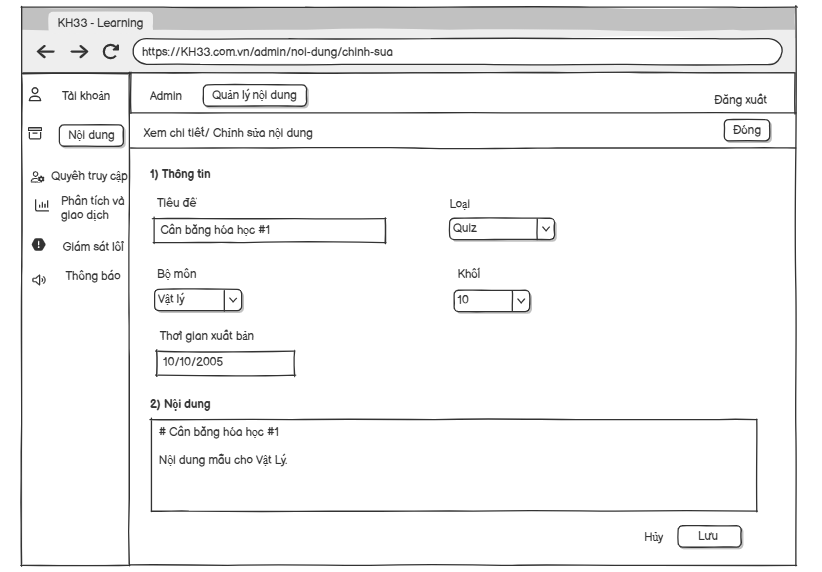 KH33 - Learning
https://KH33.com.vn/admin/noi-dung/chinh-sua
Tài khoản
Admin
Quản lý nội dung
Đăng xuất
Nội dung
Xem chi tiết/ Chỉnh sửa nội dung
Đóng
Quyền truy cập
Phân tích và
giao dịch
Giám sát lỗi
Thông báo
1) Thông tin
Tiêu đề
Loại
Cân bằng hóa học #1
Quiz
Bộ môn
Khối
Vật lý
10
Thời gian xuất bản
10/10/2005
2) Nội dung
# Cân bằng hóa học #1
Nội dung mẫu cho Vật Lý.
Hủy
Lưu